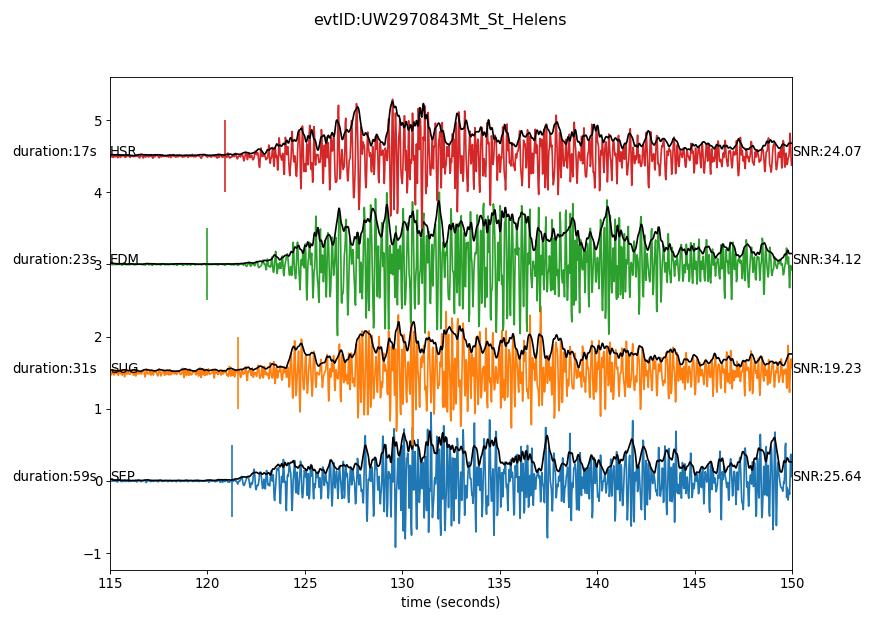 evtID:UW2970843Mt_St_Helens
5
duration:17s HSR SNR:24.07
4
duration:23s EDM SNR:34.12
3
2
duration:31s SUG SNR:19.23
1
duration:59s SEP SNR:25.64
0
−1
115 120 125 130 135 140 145 150
time (seconds)